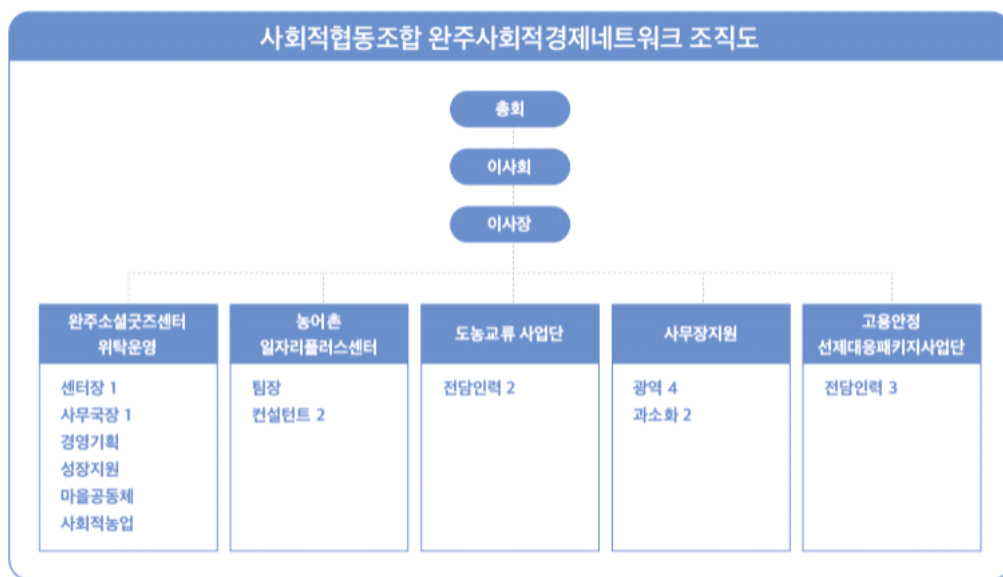 사회적협동조합 완주사회적경제네트워크 조직도
총회
이사회
이사장
완주소셜굿즈센터
위탁운영
센터장 1
사무국장 1
경영기획
성장지원
마을공동체
사회적농업
농어촌
일자리플러스센터
팀장
컨설턴트 2
도농교류 사업단
전담인력 2
사무장지원
광역 4
과소화 2
고용안정
선제대응패키지사업단
전담인력 3